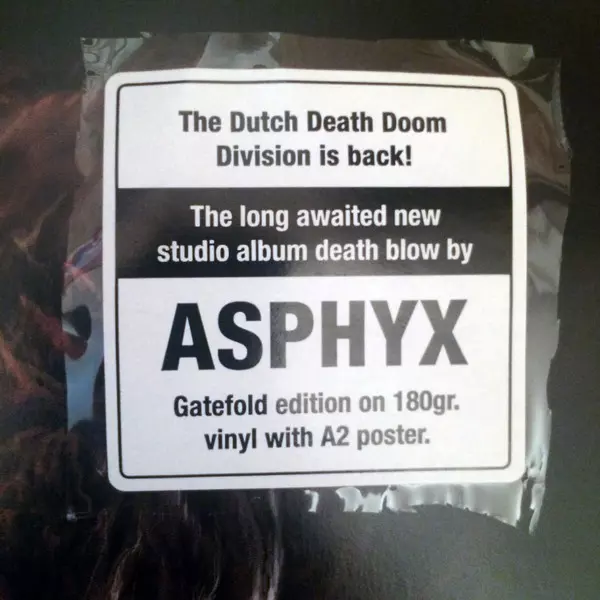 The Dutch Death Doom
Division is back!
The long awaited new
studio album death blow by
ASPHYX
Gatefold edition on 180gr.
vinyl with A2 poster.